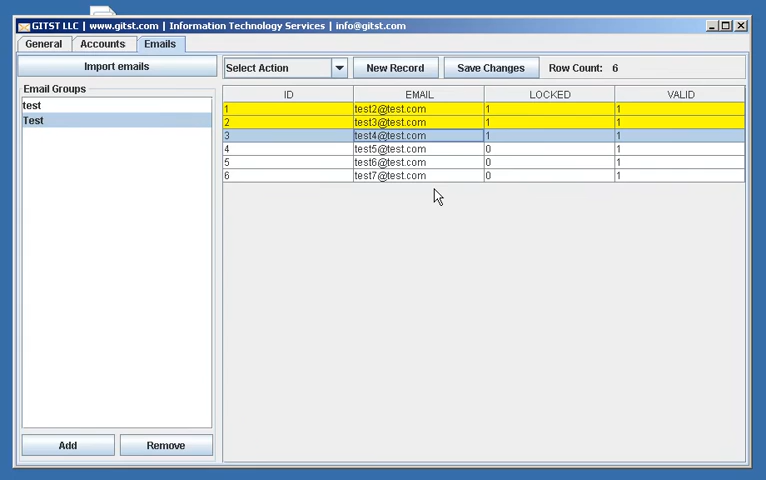 GITST LLC | www.gitst.com | Information Technology Services | info@gitst.com
General Accounts Emails
Import emails
Select Action New Record Save Changes Row Count: 6
Email Groups
test
Test
ID EMAIL LOCKED VALID
1 test2@test.com 1 1
2 test3@test.com 1 1
3 test4@test.com 1 1
4 test5@test.com 0 1
5 test6@test.com 0 1
6 test7@test.com 0 1
Add Remove